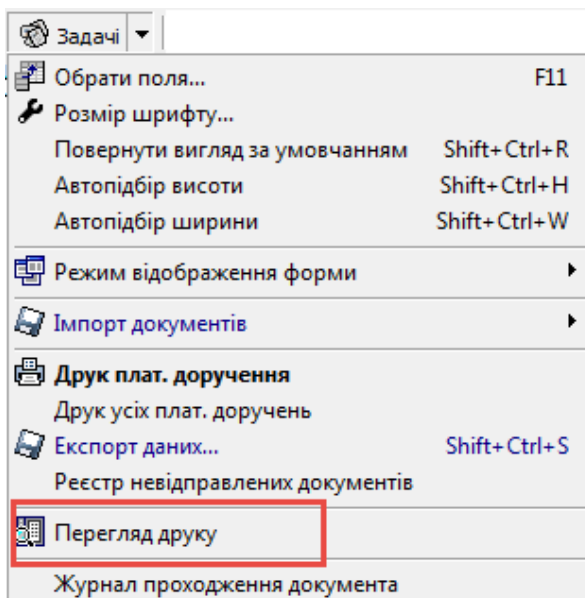 Задачі
Обрати поля... F11
Розмір шрифту...
Повернути вигляд за умовчанням Shift+Ctrl+R
Автопідбір висоти Shift+Ctrl+H
Автопідбір ширини Shift+Ctrl+W
Режим відображення форми
Імпорт документів
Друк плат. доручення
Друк усіх плат. доручень
Експорт даних... Shift+Ctrl+S
Реєстр невідправлених документів
Перегляд друку
Журнал проходження документа